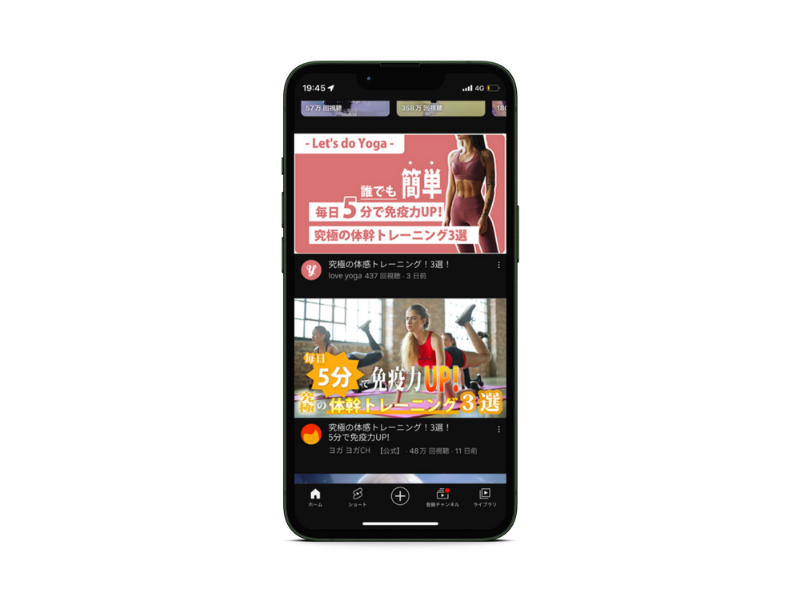 19:45
4G
57万 回視聴
358万 回視聴
180
- Let's do Yoga -
誰でも簡単
毎日5分で免疫力UP!
究極の体幹トレーニング3選
究極の体感トレーニング！3選！
love yoga 437 回視聴・3 日前
毎日
5分で免疫力UP!
究極の体幹トレーニング3選
究極の体感トレーニング！3選！
5分で免疫力UP!
ヨガ ヨガCH 【公式】・48万 回視聴・11 日前
ホーム
ショート
登録チャンネル
ライブラリ